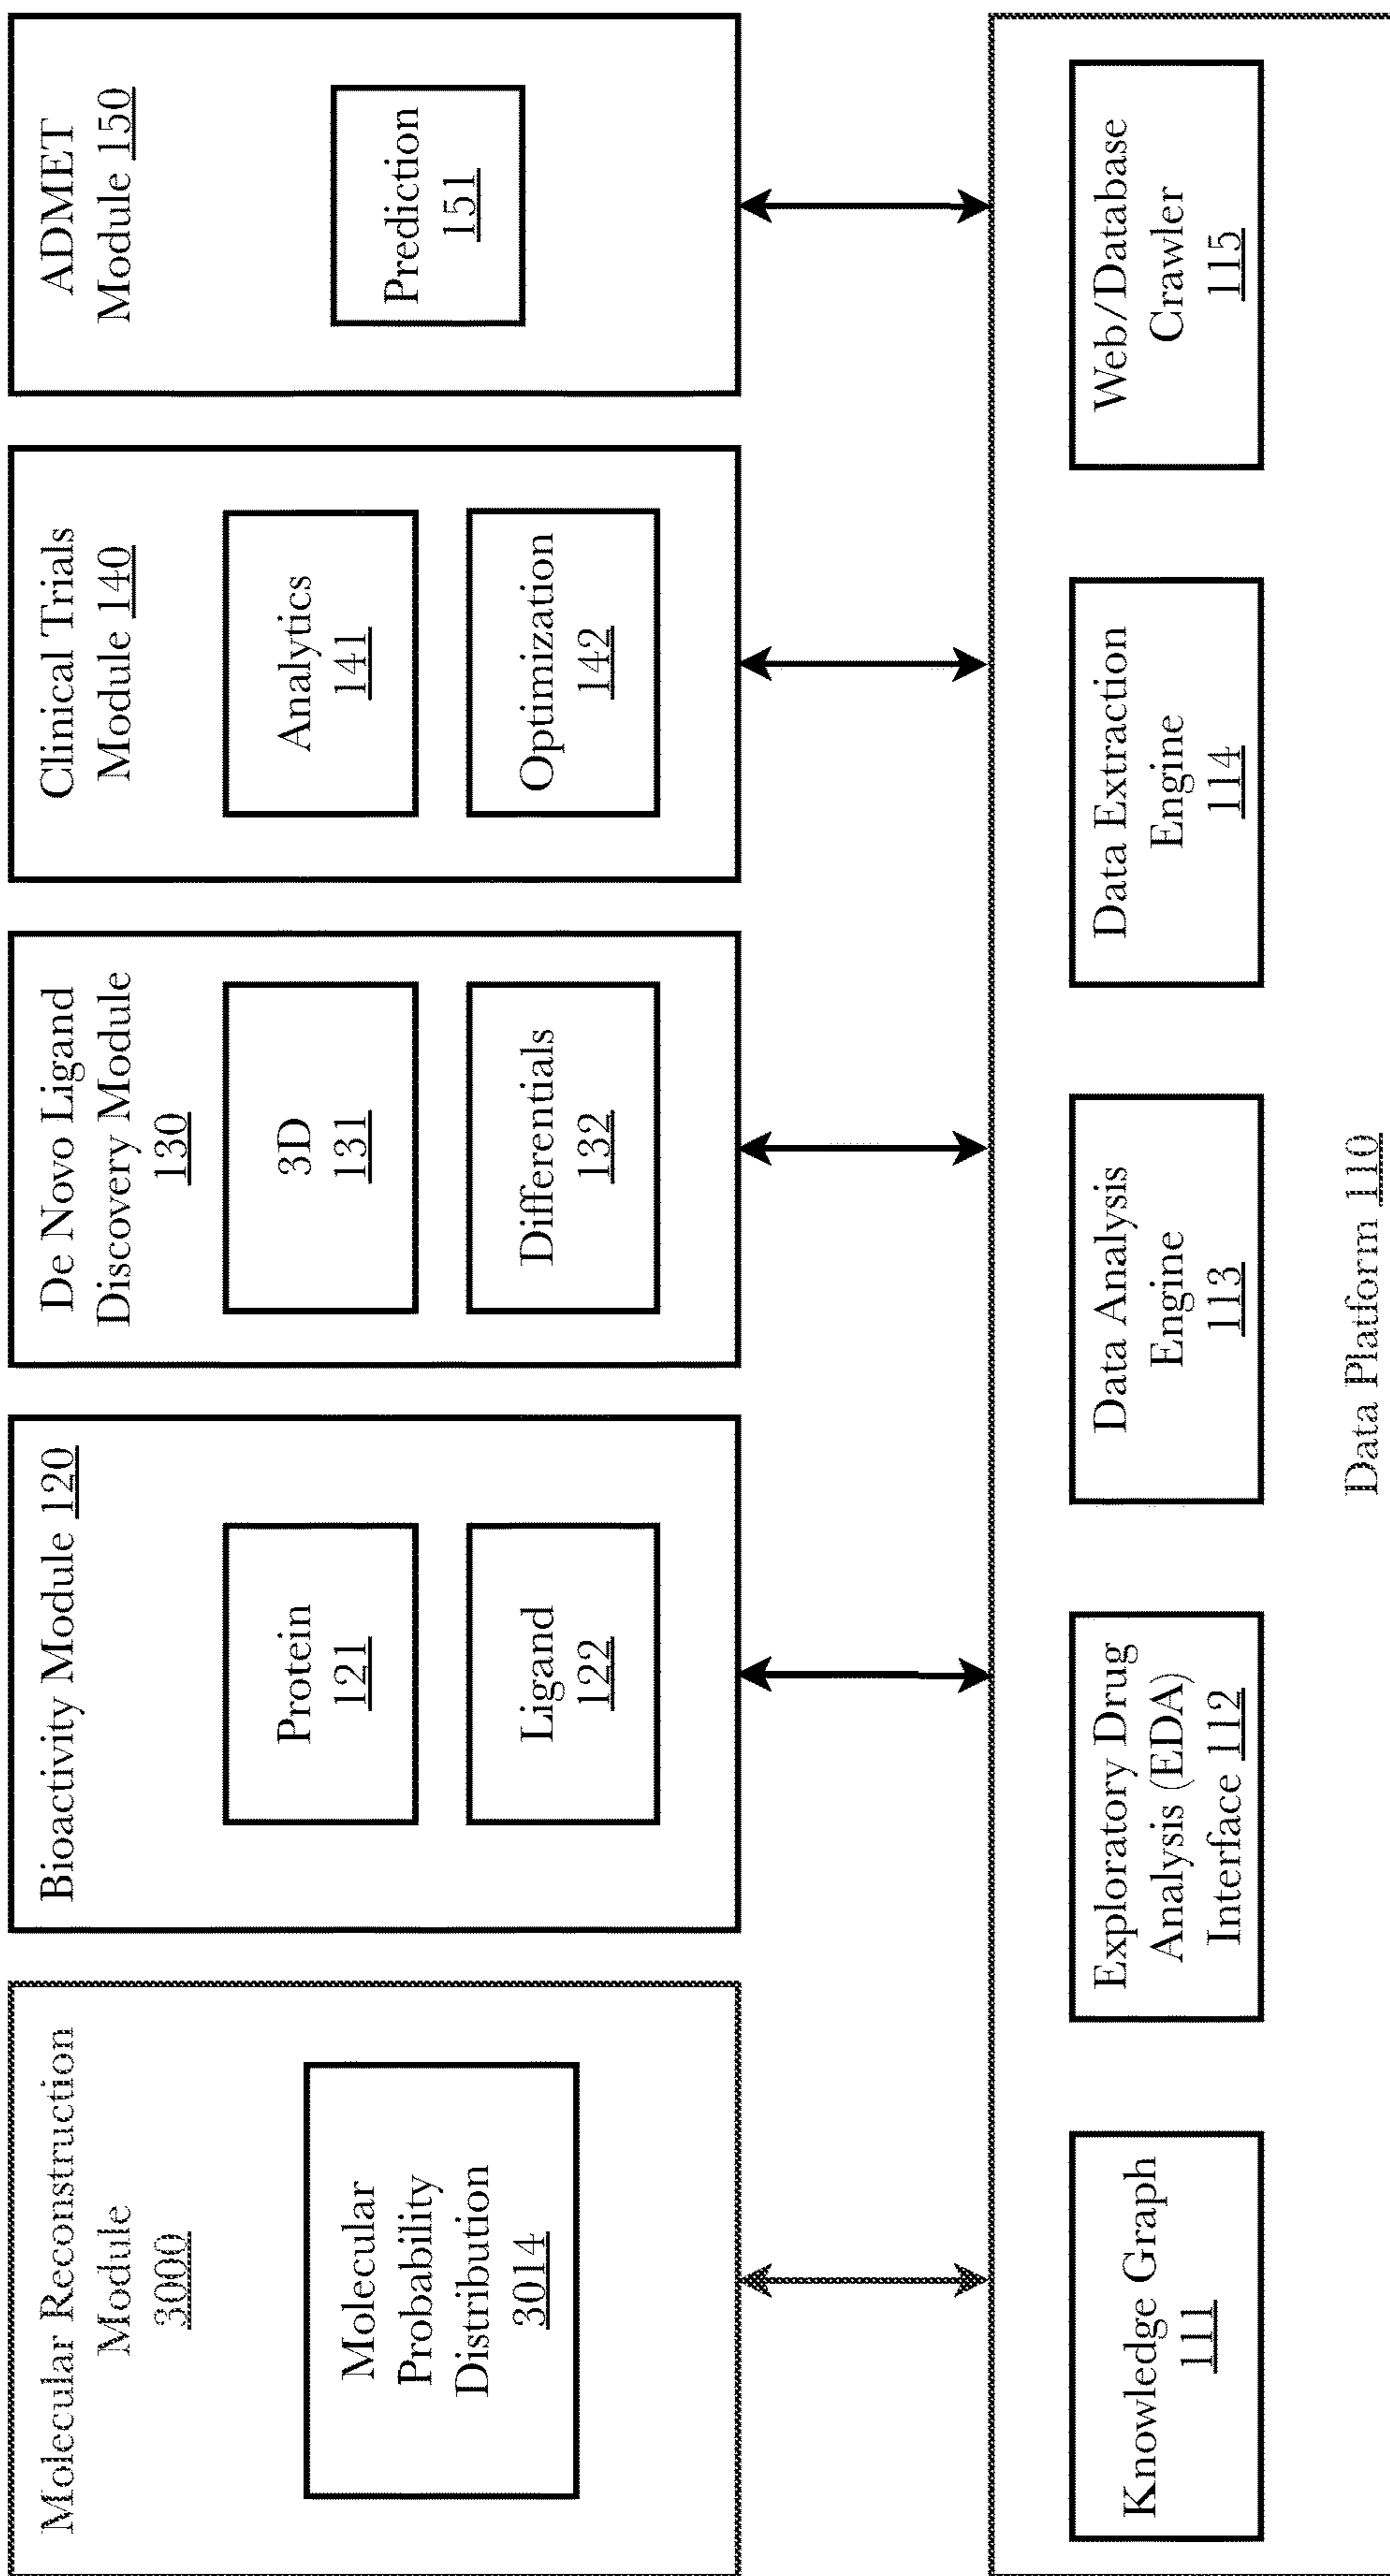 Molecular Reconstruction
Module
3000
Molecular
Probability
Distribution
3014
Bioactivity Module 120
Protein
121
Ligand
122
De Novo Ligand
Discovery Module
130
3D
131
Differentials
132
Clinical Trials
Module 140
Analytics
141
Optimization
142
ADMET
Module 150
Prediction
151
Knowledge Graph
111
Exploratory Drug
Analysis (EDA)
Interface 112
Data Analysis
Engine
113
Data Extraction
Engine
114
Web/Database
Crawler
115
Data Platform 110